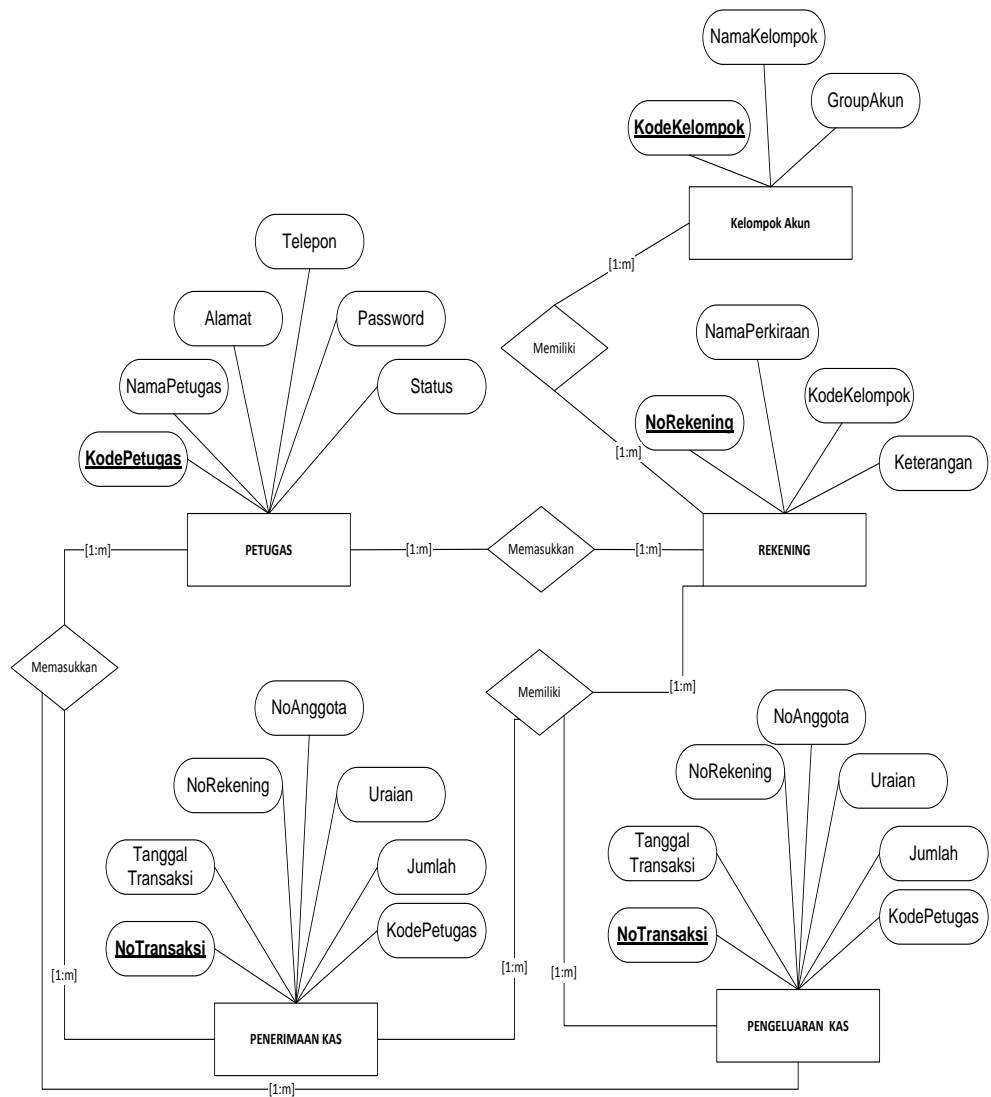 NamaKelompok
GroupAkun
KodeKelompok
Kelompok Akun
[1:m]
Memiliki
[1:m]
Telepon
Alamat
Password
NamaPetugas
Status
KodePetugas
PETUGAS
NamaPerkiraan
KodeKelompok
NoRekening
Keterangan
REKENING
[1:m]
[1:m]
Memasukkan
[1:m]
Memasukkan
Memiliki
[1:m]
NoAnggota
NoRekening
Uraian
Tanggal
Transaksi
Jumlah
NoTransaksi
KodePetugas
PENERIMAAN KAS
[1:m]
[1:m]
[1:m]
NoAnggota
NoRekening
Uraian
Tanggal
Transaksi
Jumlah
NoTransaksi
KodePetugas
PENGELUARAN KAS
[1:m]